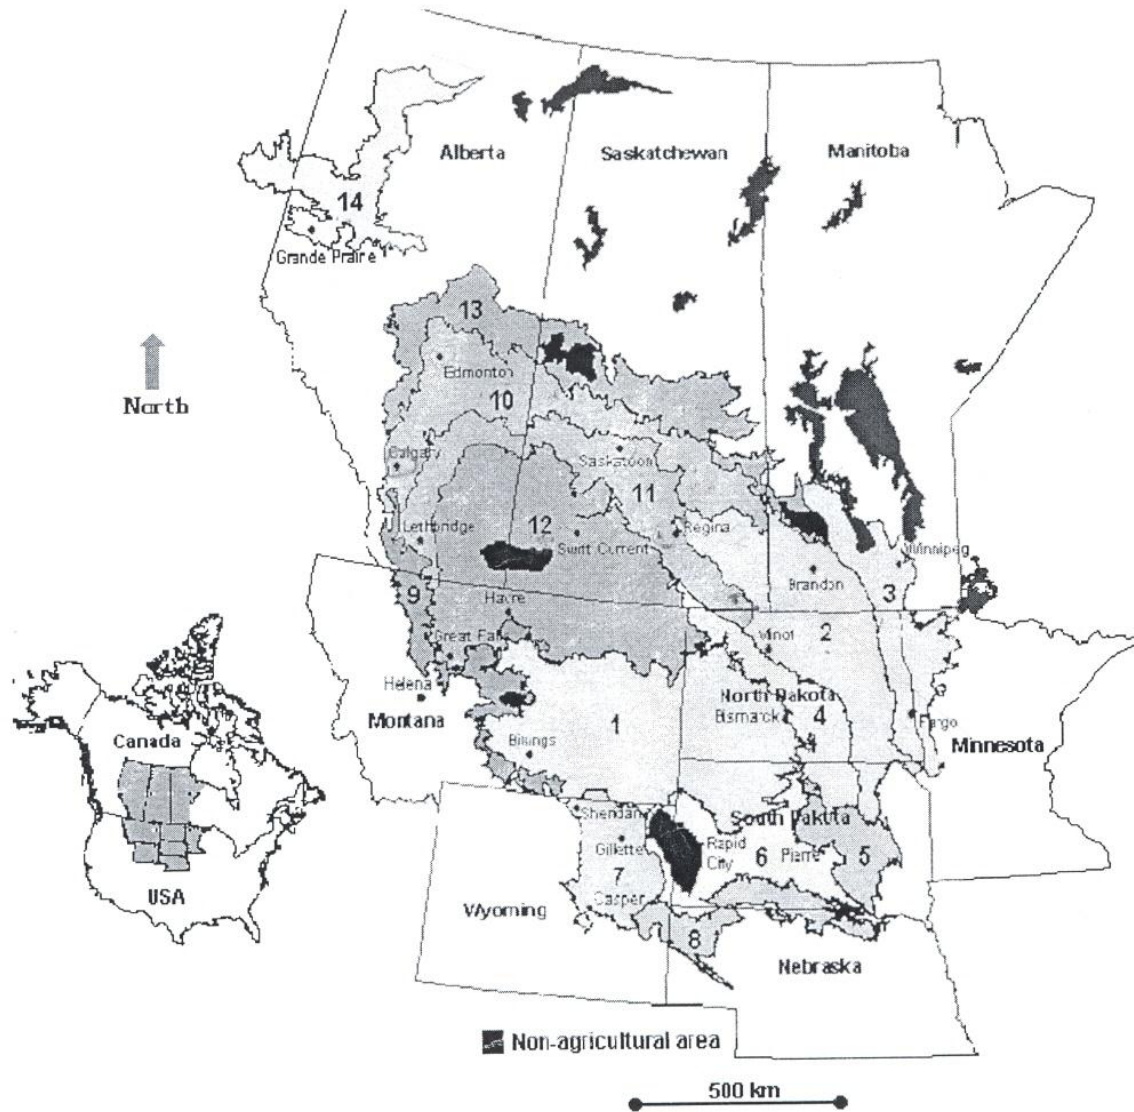 Alberta
Saskatchewan
Manitoba
14
Grande Prairie
13
North
Edmonton
10
Calgary
Saskatoon
11
Lethbridge
12
Swift Current
Regina
Winnipeg
Brandon
3
9
Havre
2
Great Falls
Minot
Helena
North Dakota
Montana
1
Bismarck
4
Fargo
Canada
Billings
4
Minnesota
Sheridan
South Dakota
Gillette
Rapid
City
6
Pierre
5
7
USA
Wyoming
Casper
8
Nebraska
Non-agricultural area
500 km